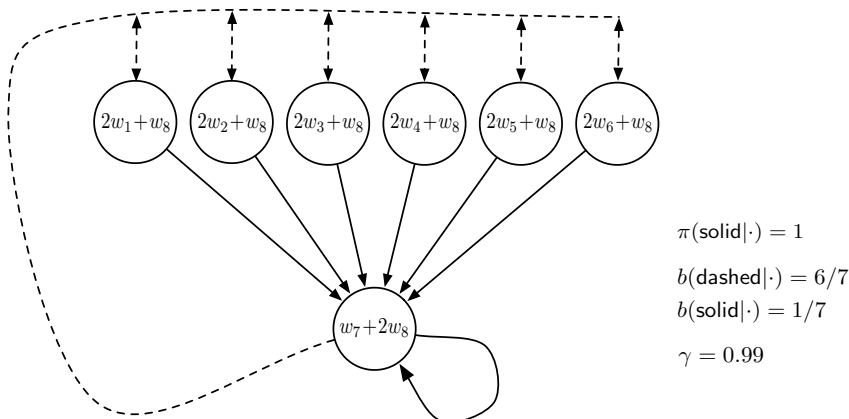 2w₁+w₈ 2w₂+w₈ 2w₃+w₈ 2w₄+w₈ 2w₅+w₈ 2w₆+w₈
π(solid|·) = 1
b(dashed|·) = 6/7
b(solid|·) = 1/7
w₇+2w₈
γ = 0.99